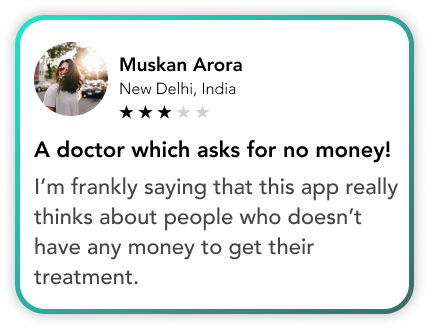 Muskan Arora
New Delhi, India
A doctor which asks for no money!
I’m frankly saying that this app really
thinks about people who doesn’t
have any money to get their
treatment.